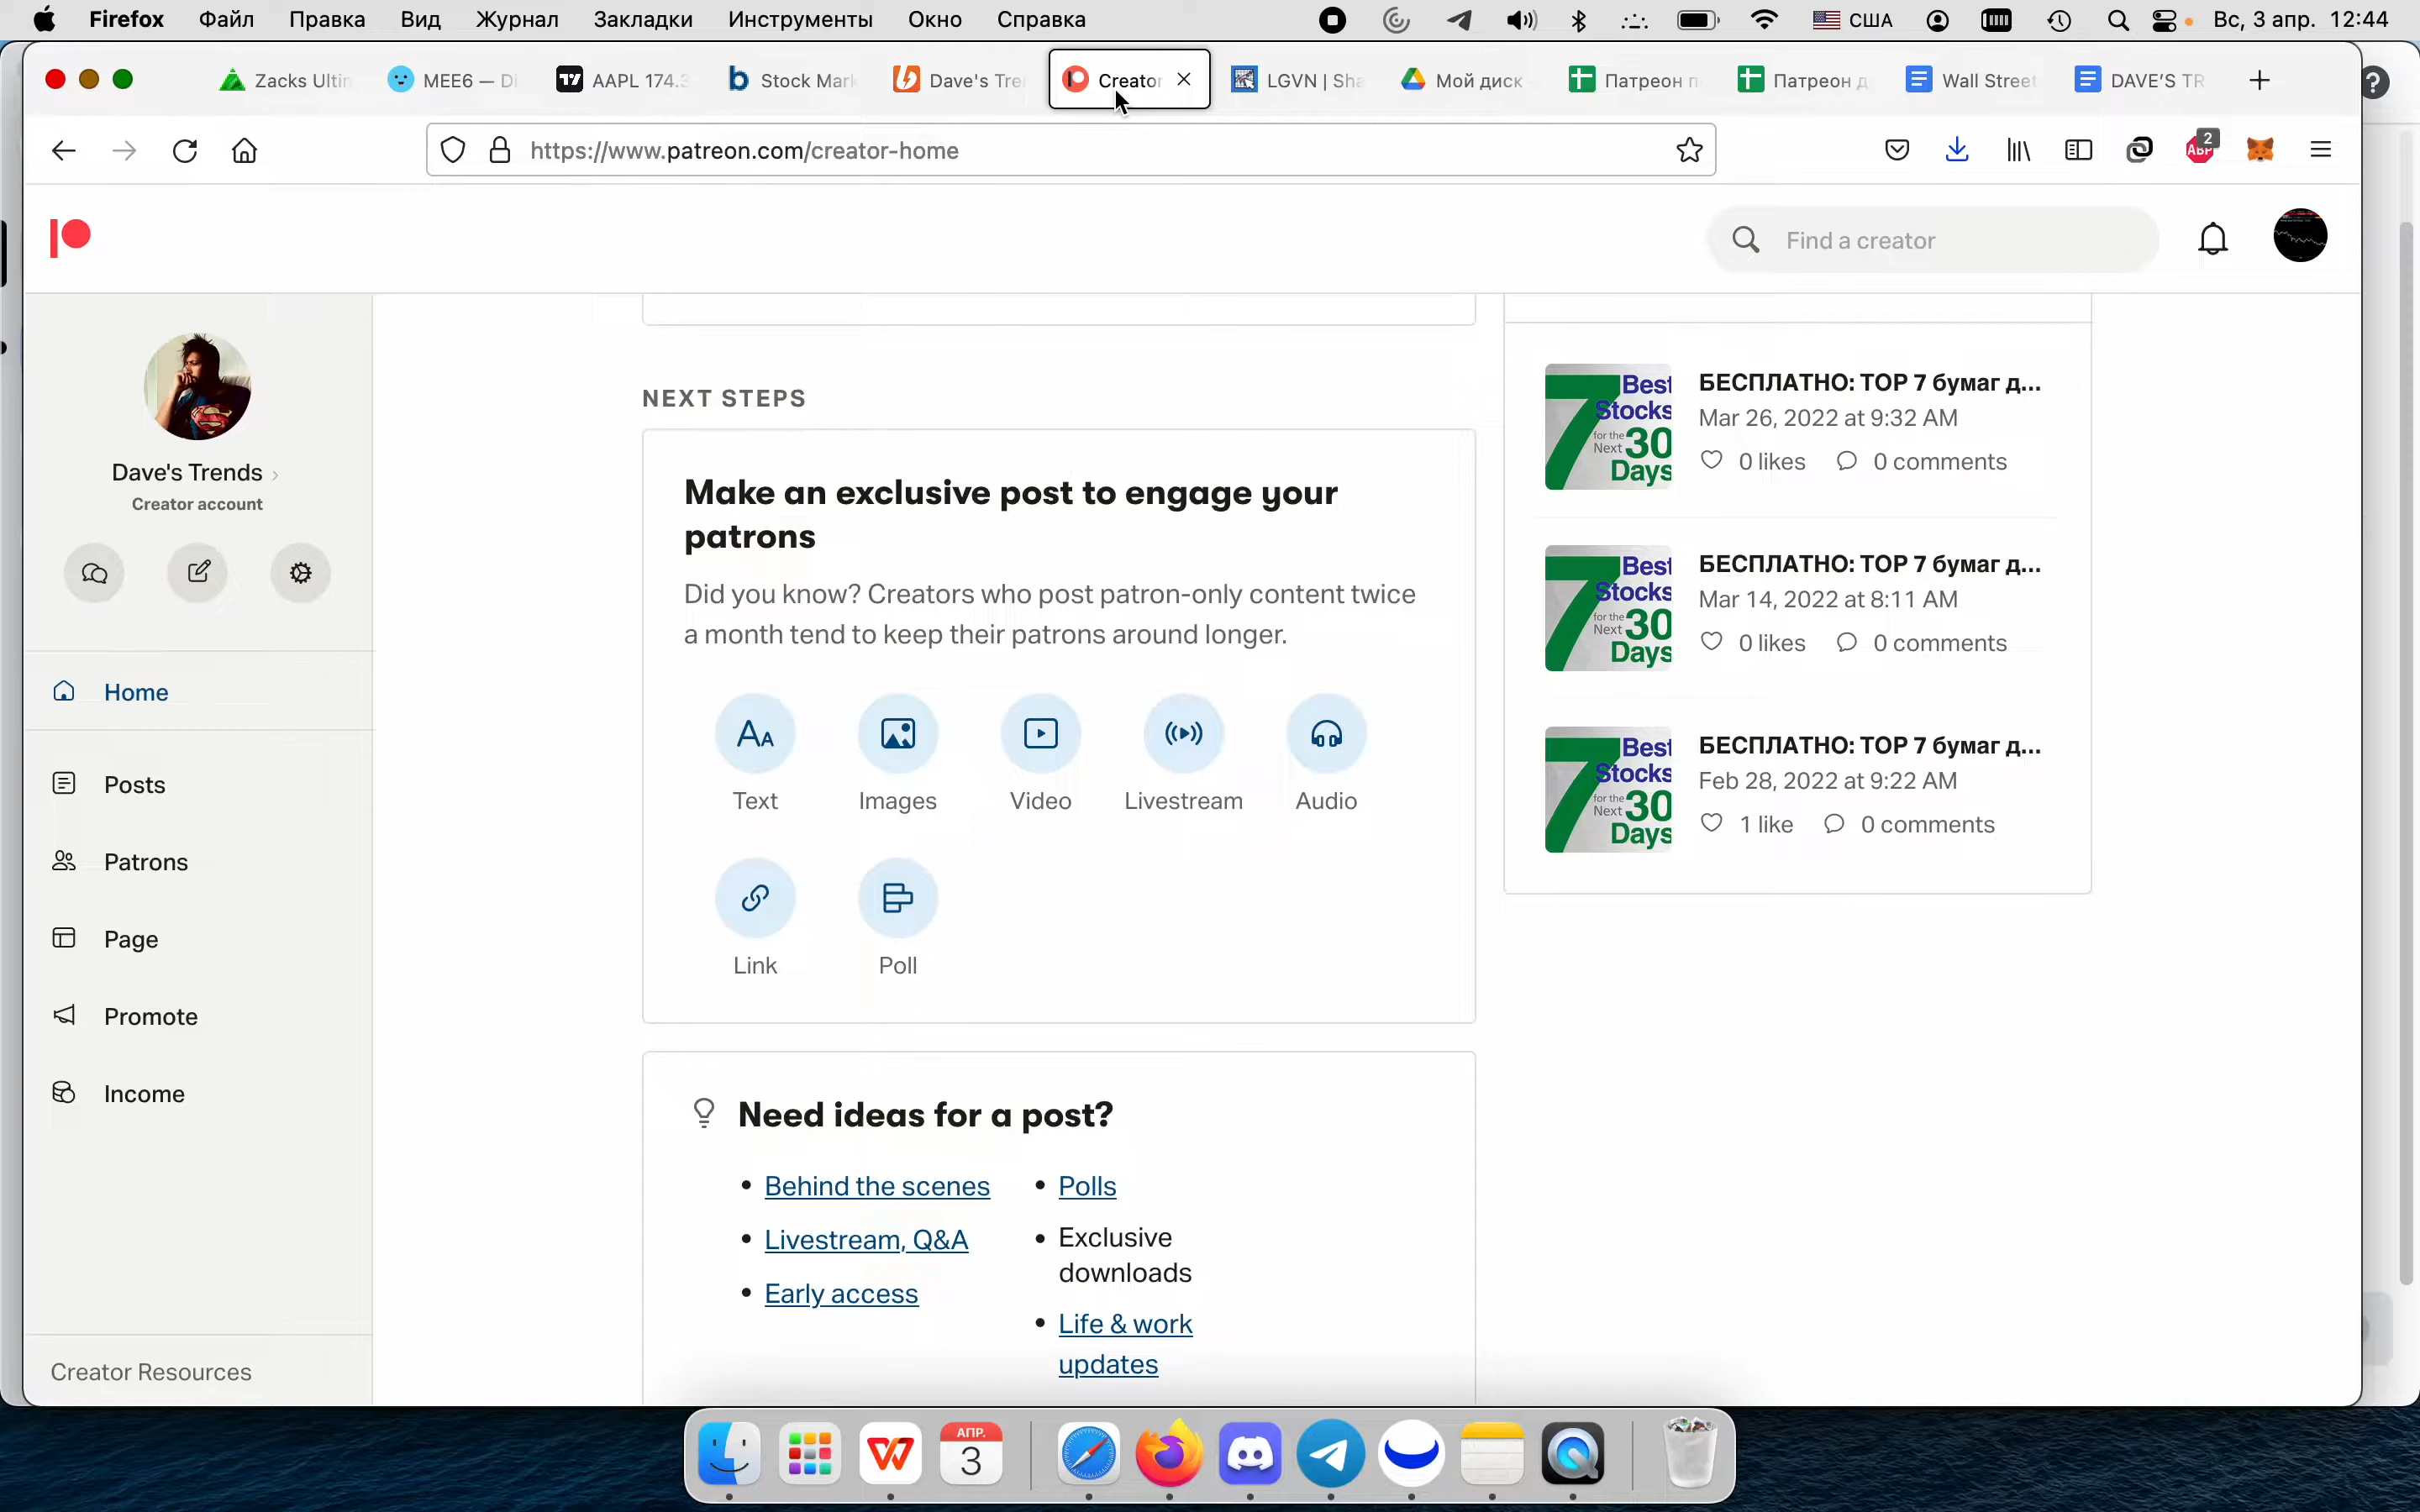 Firefox Файл Правка Вид Журнал Закладки Инструменты Окно Справка США Вс, 3 апр. 12:44
Zacks Ultin MEE6 — Di AAPL 174.3 Stock Mark Dave's Tre Creator LGVN | Sha Мой диск - Патреон п Патреон д Wall Street DAVE'S TR
https://www.patreon.com/creator-home
ABP 2
Find a creator
Dave's Trends
Creator account
Home
Posts
Patrons
Page
Promote
Income
Creator Resources
NEXT STEPS
Make an exclusive post to engage your
patrons
Did you know? Creators who post patron-only content twice
a month tend to keep their patrons around longer.
Text Images Video Livestream Audio
Link Poll
Need ideas for a post?
Behind the scenes
Livestream, Q&A
Early access
Polls
Exclusive
downloads
Life & work
updates
7 Best
Stocks
for the
Next 30
Days
БЕСПЛАТНО: TOP 7 бумаг д...
Mar 26, 2022 at 9:32 AM
0 likes 0 comments
7 Best
Stocks
for the
Next 30
Days
БЕСПЛАТНО: TOP 7 бумаг д...
Mar 14, 2022 at 8:11 AM
0 likes 0 comments
7 Best
Stocks
for the
Next 30
Days
БЕСПЛАТНО: TOP 7 бумаг д...
Feb 28, 2022 at 9:22 AM
1 like 0 comments
АПР.
3